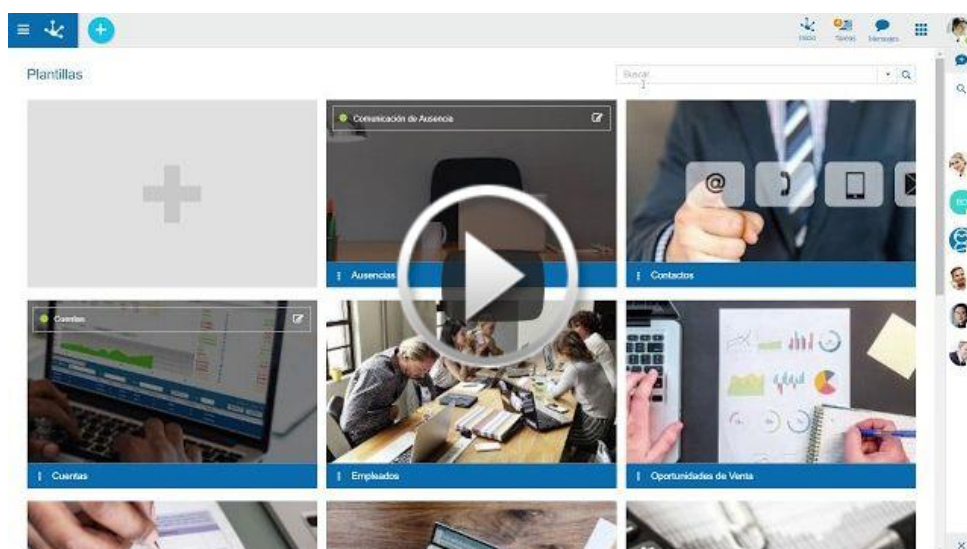 Inicio Tareas Mensajes
Plantillas
Buscar
Comunicación de Ausencia
@
Ausencias
Contactos
Cuentas
Cuentas
Empleados
Oportunidades de Venta